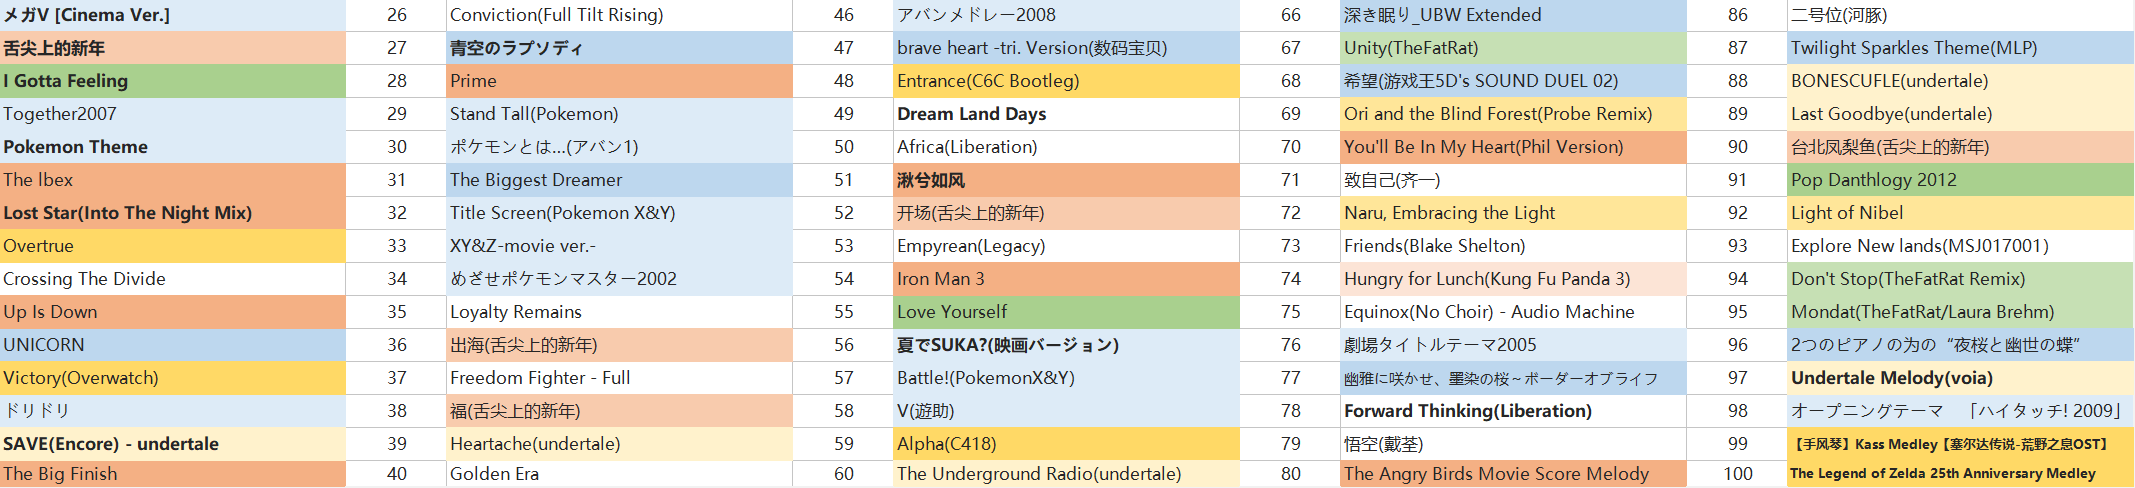 メガV [Cinema Ver.] 26 Conviction(Full Tilt Rising) 46 アバンメドレー2008 66 深き眠り_UBW Extended 86 二号位(河豚)
舌尖上的新年 27 青空のラプソディ 47 brave heart -tri. Version(数码宝贝) 67 Unity(TheFatRat) 87 Twilight Sparkles Theme(MLP)
I Gotta Feeling 28 Prime 48 Entrance(C6C Bootleg) 68 希望(游戏王5D's SOUND DUEL 02) 88 BONESCUFLE(undertale)
Together2007 29 Stand Tall(Pokemon) 49 Dream Land Days 69 Ori and the Blind Forest(Probe Remix) 89 Last Goodbye(undertale)
Pokemon Theme 30 ポケモンとは…(アバン1) 50 Africa(Liberation) 70 You'll Be In My Heart(Phil Version) 90 台北凤梨鱼(舌尖上的新年)
The Ibex 31 The Biggest Dreamer 51 湫兮如风 71 致自己(齐一) 91 Pop Danthlogy 2012
Lost Star(Into The Night Mix) 32 Title Screen(Pokemon X&Y) 52 开场(舌尖上的新年) 72 Naru, Embracing the Light 92 Light of Nibel
Overtrue 33 XY&Z-movie ver.- 53 Empyrean(Legacy) 73 Friends(Blake Shelton) 93 Explore New lands(MSJ017001)
Crossing The Divide 34 めざせポケモンマスター2002 54 Iron Man 3 74 Hungry for Lunch(Kung Fu Panda 3) 94 Don't Stop(TheFatRat Remix)
Up Is Down 35 Loyalty Remains 55 Love Yourself 75 Equinox(No Choir) - Audio Machine 95 Mondat(TheFatRat/Laura Brehm)
UNICORN 36 出海(舌尖上的新年) 56 夏でSUKA?(映画バージョン) 76 劇場タイトルテーマ2005 96 2つのピアノの为の“夜桜と幽世の蝶”
Victory(Overwatch) 37 Freedom Fighter - Full 57 Battle!(PokemonX&Y) 77 幽雅に咲かせ、墨染の桜～ボーダーオブライフ 97 Undertale Melody(voia)
ドリドリ 38 福(舌尖上的新年) 58 V(遊助) 78 Forward Thinking(Liberation) 98 オープニングテーマ 「ハイタッチ! 2009」
SAVE(Encore) - undertale 39 Heartache(undertale) 59 Alpha(C418) 79 悟空(戴荃) 99 【手风琴】Kass Medley【塞尔达传说-荒野之息OST】
The Big Finish 40 Golden Era 60 The Underground Radio(undertale) 80 The Angry Birds Movie Score Melody 100 The Legend of Zelda 25th Anniversary Medley